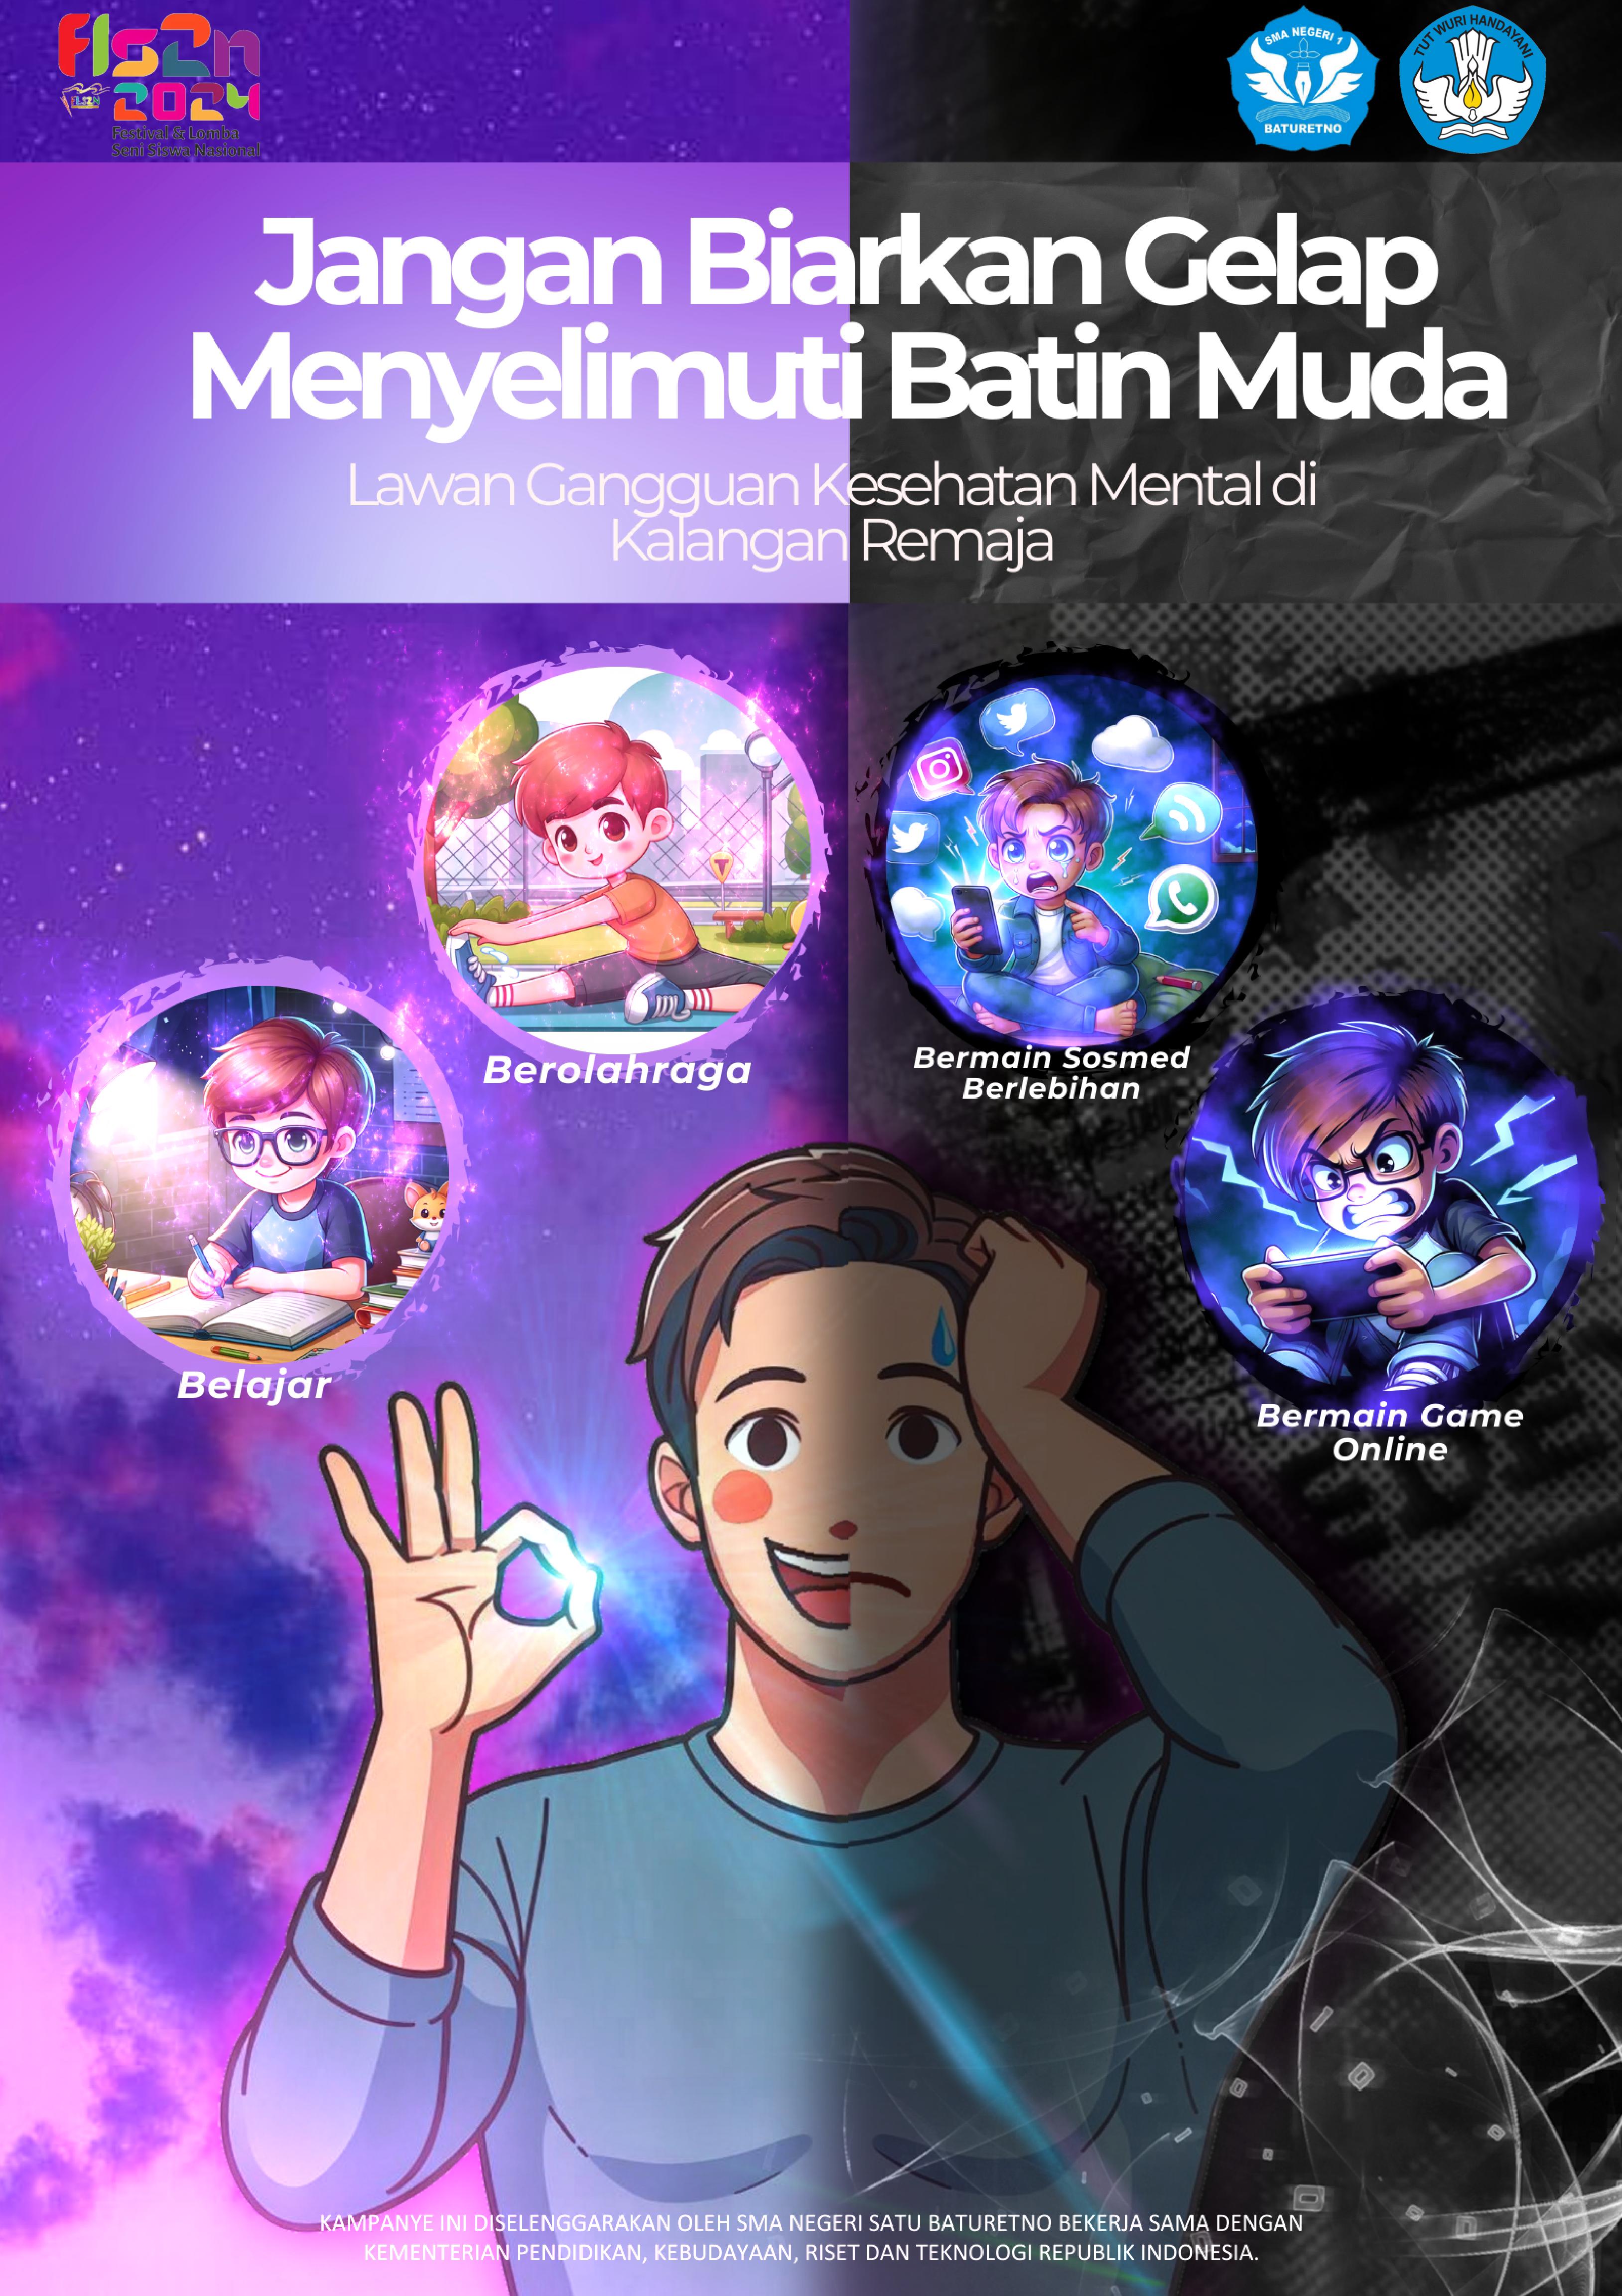 FLS2N
2024
FLS2N
Festival & Lomba
Seni Siswa Nasional
SMA NEGERI 1
BATURETNO
TUT WURI HANDAYANI
Jangan Biarkan Gelap
Menyelimuti Batin Muda
Lawan Gangguan Kesehatan Mental di
Kalangan Remaja
Berolahraga
Bermain Sosmed
Berlebihan
Belajar
Bermain Game
Online
KAMPANYE INI DISELENGGARAKAN OLEH SMA NEGERI SATU BATURETNO BEKERJA SAMA DENGAN
KEMENTERIAN PENDIDIKAN, KEBUDAYAAN, RISET DAN TEKNOLOGI REPUBLIK INDONESIA.